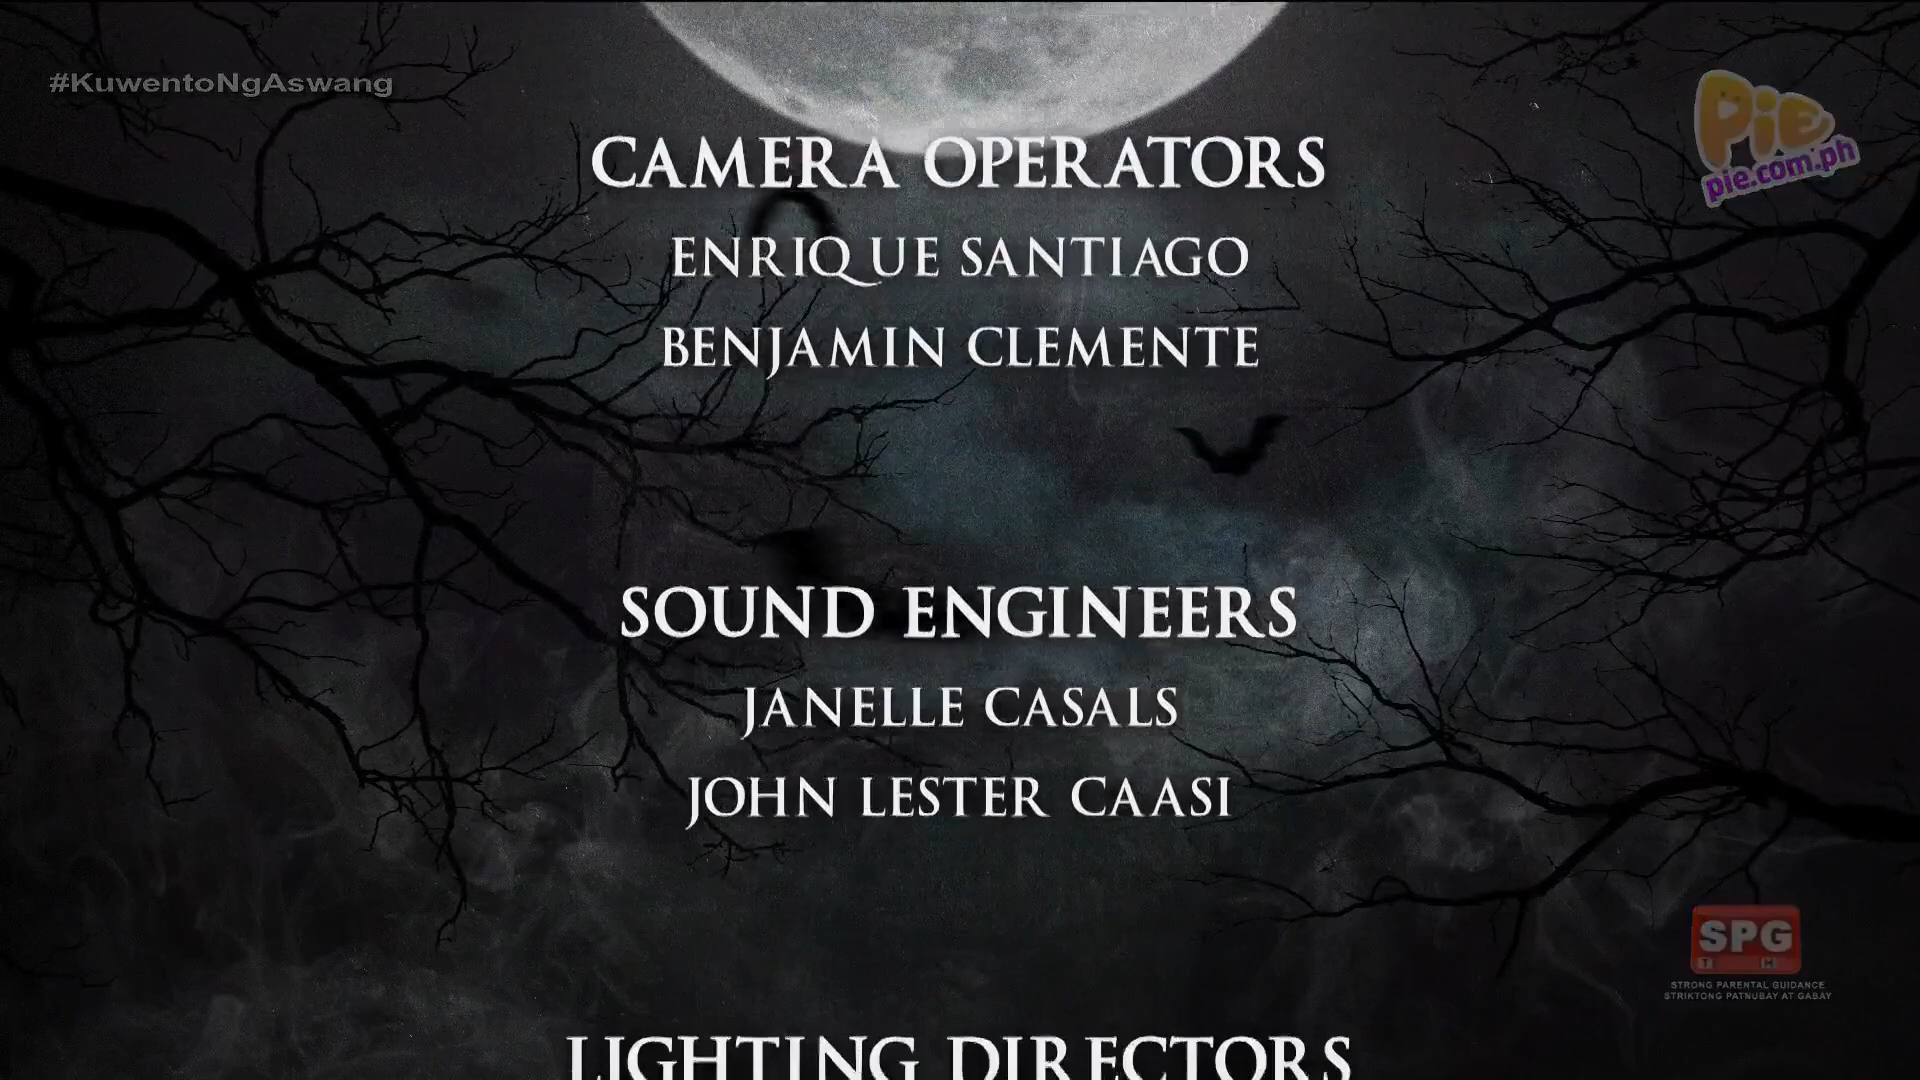 #KuwentoNgAswang
Pie
pie.com.ph
CAMERA OPERATORS
ENRIQUE SANTIAGO
BENJAMIN CLEMENTE
SOUND ENGINEERS
JANELLE CASALS
JOHN LESTER CAASI
SPG
T H
STRONG PARENTAL GUIDANCE
STRIKTONG PATNUBAY AT GABAY
LIGHTING DIRECTORS